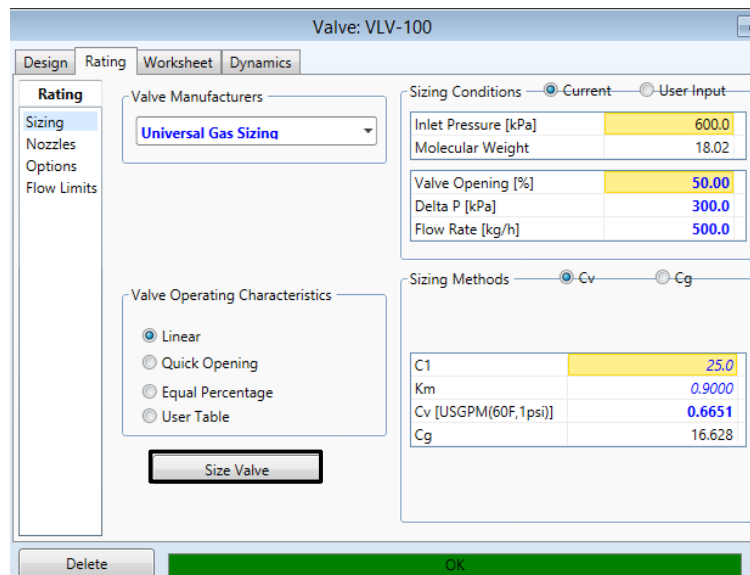 Valve: VLV-100
Design Rating Worksheet Dynamics
Rating
Sizing
Nozzles
Options
Flow Limits
Valve Manufacturers
Universal Gas Sizing
Valve Operating Characteristics
Linear
Quick Opening
Equal Percentage
User Table
Size Valve
Sizing Conditions Current User Input
Inlet Pressure [kPa] 600.0
Molecular Weight 18.02
Valve Opening [%] 50.00
Delta P [kPa] 300.0
Flow Rate [kg/h] 500.0
Sizing Methods Cv Cg
C1 25.0
Km 0.9000
Cv [USGPM(60F,1psi)] 0.6651
Cg 16.628
Delete OK